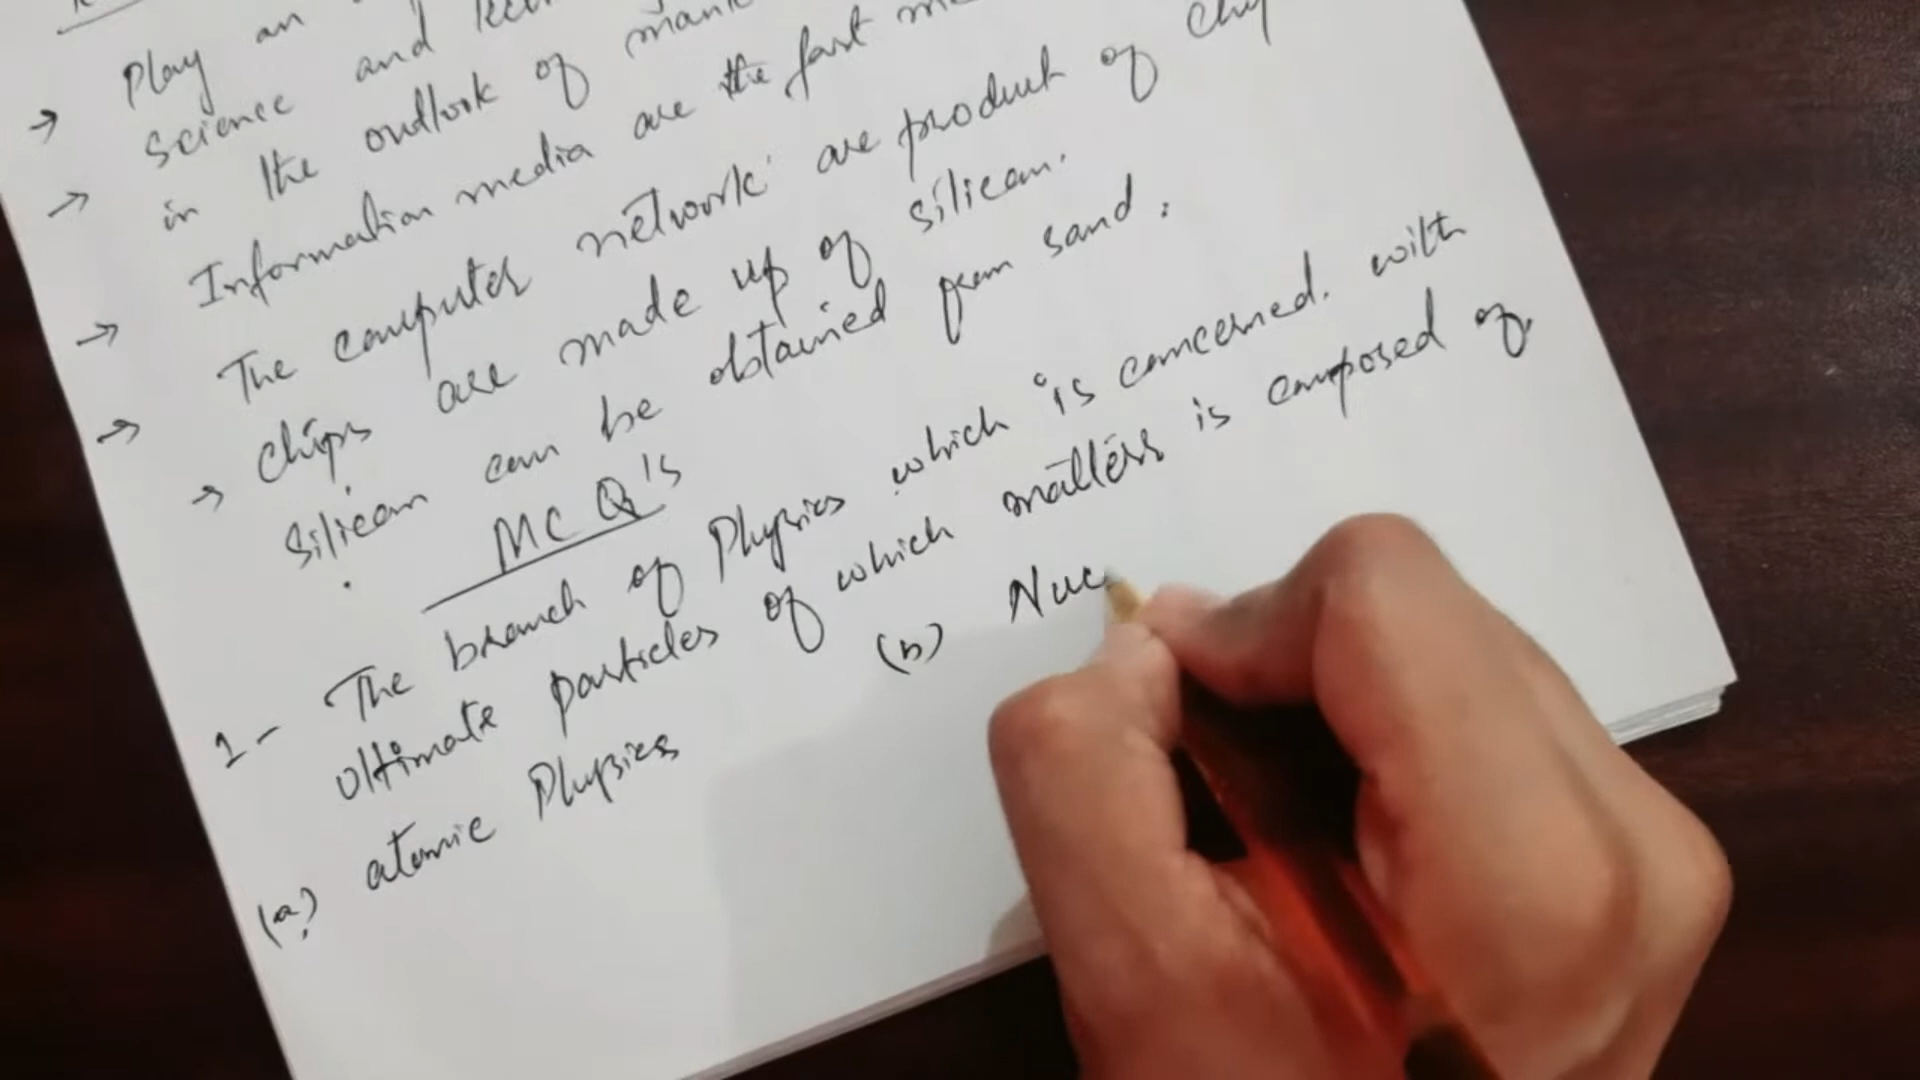 → Play an
science and
in the outlook of
→ Information media are the fast
→ The computer network are product of
→ chips are made up of silicon.
→ Silicon can be obtained from sand.
MCQ's
1- The branch of Physics which is concerned. with
ultimate particles of which matters is composed of
(a) atomic Physics (b) Nuc